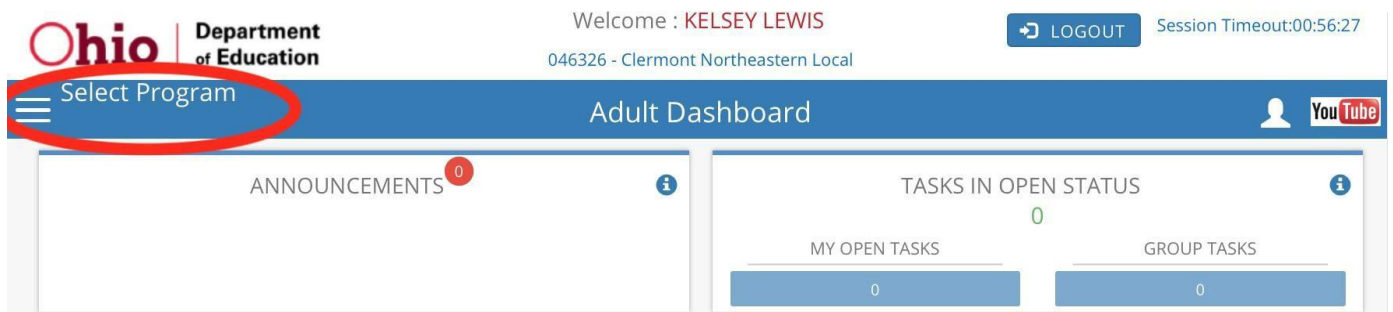 Ohio
Department
of Education
Welcome : KELSEY LEWIS
046326 - Clermont Northeastern Local
LOGOUT
Session Timeout:00:56:27
Select Program
Adult Dashboard
YouTube
ANNOUNCEMENTS 0
TASKS IN OPEN STATUS
0
MY OPEN TASKS
GROUP TASKS
0
0